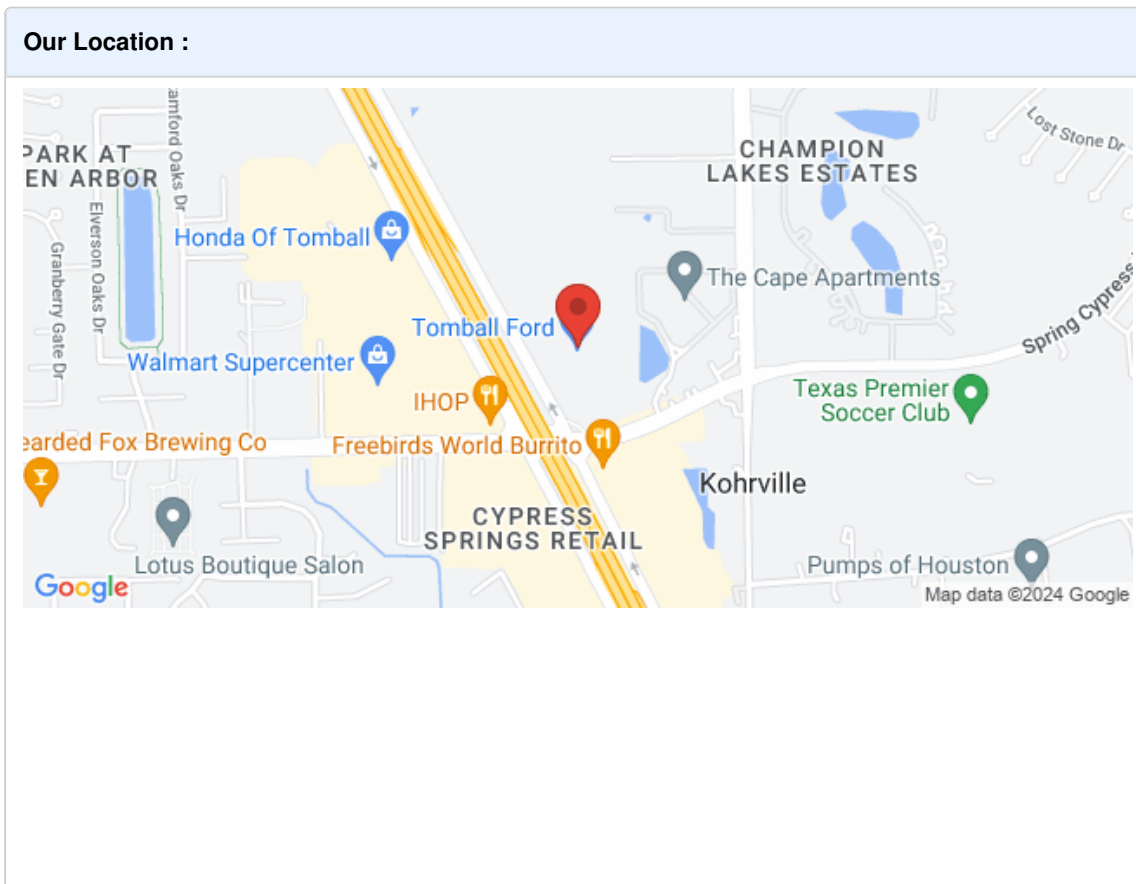 Our Location :
amford Oaks Dr
Lost Stone Dr
PARK AT
EN ARBOR
CHAMPION
LAKES ESTATES
Elverson Oaks Dr
Honda Of Tomball
Granberry Gate Dr
The Cape Apartments
Tomball Ford
Spring Cypress
Walmart Supercenter
IHOP
Texas Premier
Soccer Club
earded Fox Brewing Co
Freebirds World Burrito
Kohrville
CYPRESS
SPRINGS RETAIL
Lotus Boutique Salon
Pumps of Houston
Google
Map data ©2024 Google